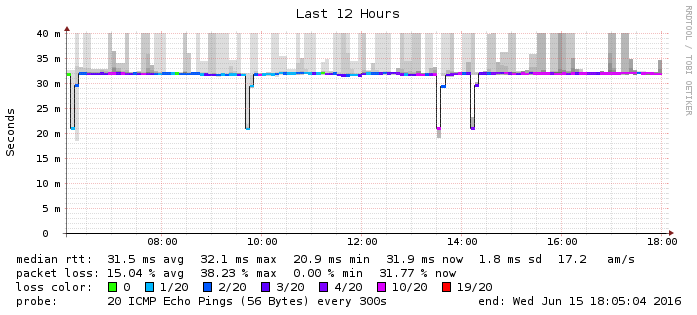 Last 12 Hours
RRDTOOL / TOBI OETIKER
Seconds
40 m
35 m
30 m
25 m
20 m
15 m
10 m
5 m
0
08:00 10:00 12:00 14:00 16:00 18:00
median rtt: 31.5 ms avg 32.1 ms max 20.9 ms min 31.9 ms now 1.8 ms sd 17.2 am/s
packet loss: 15.04 % avg 38.23 % max 0.00 % min 31.77 % now
loss color: 0 1/20 2/20 3/20 4/20 10/20 19/20
probe: 20 ICMP Echo Pings (56 Bytes) every 300s end: Wed Jun 15 18:05:04 2016